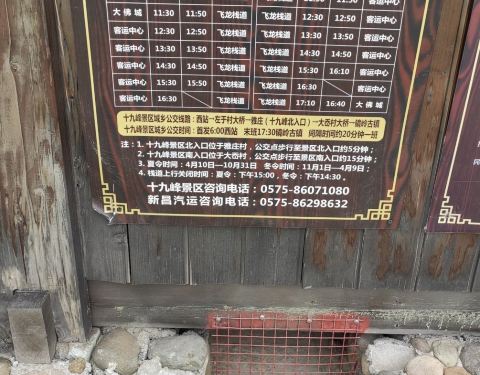 大佛城 11:10 11:50 飞龙栈道 飞龙栈道 12:10 12:50 客运中心
客运中心 12:30 13:10 飞龙栈道 飞龙栈道 13:30 14:10 客运中心
客运中心 13:30 14:10 飞龙栈道 飞龙栈道 14:30 14:50 客运中心
客运中心 14:30 14:50 飞龙栈道 飞龙栈道 15:30 16:10 客运中心
客运中心 15:30 15:50 飞龙栈道 飞龙栈道 16:10 16:40 大佛城
客运中心 16:30 飞龙栈道 飞龙栈道 17:10 大佛城
十九峰景区城乡公交线路：西站→左于村大桥→雅庄（十九峰北入口）→大岙村大桥→镜岭古镇
十九峰景区城乡公交时间：首发6:00西站 末班17:30镜岭古镇 间隔时间约20分钟一班
注：1. 十九峰景区北入口位于雅庄村，公交点步行至景区北入口约5分钟；
2. 十九峰景区南入口位于大岙村，公交点步行至景区南入口约15分钟；
3. 夏令时间：4月10日—10月31日 冬令时间：11月1日—4月9日；
4. 栈道上行关闭时间：夏令：下午15:00，冬令：下午14:30。
十九峰景区咨询电话：0575-86071080
新昌汽运咨询电话：0575-86298632